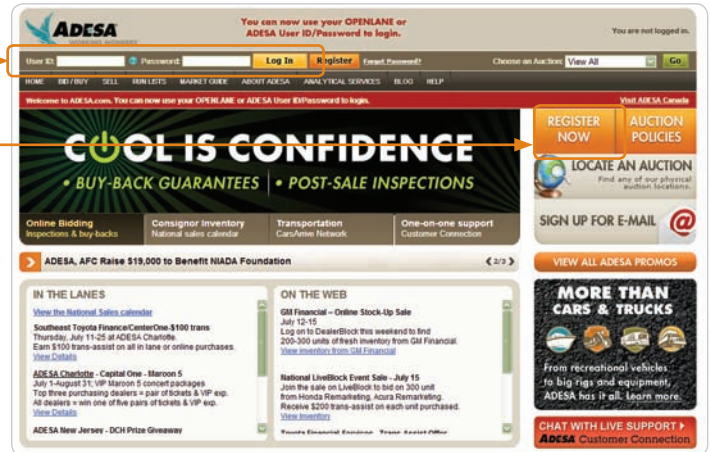 ADESA
WORKING WONDERS
You can now use your OPENLANE or
ADESA User ID/Password to login.
You are not logged in.
User ID:
Password:
Log In
Register
Forgot Password?
Choose an Auction: View All
Go
HOME BID / BUY SELL RUN LISTS MARKET GUIDE ABOUT ADESA ANALYTICAL SERVICES BLOG HELP
Welcome to ADESA.com. You can now use your OPENLANE or ADESA User ID/Password to login.
Visit ADESA Canada
COOL IS CONFIDENCE
• BUY-BACK GUARANTEES • POST-SALE INSPECTIONS
Online Bidding
Inspections & buy-backs
Consignor Inventory
National sales calendar
Transportation
CarsArrive Network
One-on-one support
Customer Connection
REGISTER
NOW
AUCTION
POLICIES
LOCATE AN AUCTION
Find any of our physical
auction locations.
SIGN UP FOR E-MAIL
ADESA, AFC Raise $19,000 to Benefit NIADA Foundation
2/3
VIEW ALL ADESA PROMOS
IN THE LANES
View the National Sales calendar
Southeast Toyota Finance/CenterOne-$100 trans
Thursday, July 11-25 at ADESA Charlotte.
Earn $100 trans-assist on all in lane or online purchases.
View Details
ADESA Charlotte - Capital One - Maroon 5
July 1-August 31; VIP Maroon 5 concert packages
Top three purchasing dealers = pair of tickets & VIP exp.
All dealers = win one of five pairs of tickets & VIP exp.
View Details
ADESA New Jersey - DCH Prize Giveaway
ON THE WEB
GM Financial – Online Stock-Up Sale
July 12-15
Log on to DealerBlock this weekend to find
200-300 units of fresh inventory from GM Financial.
View inventory from GM Financial
National LiveBlock Event Sale - July 15
Join the sale on LiveBlock to bid on 300 unit
from Honda Remarketing, Acura Remarketing.
Receive $200 trans-assist on each unit purchased.
View Inventory
Toyota Financial Services - Trans Assist Offer
MORE THAN
CARS & TRUCKS
From recreational vehicles
to big rigs and equipment,
ADESA has it all. Learn more.
CHAT WITH LIVE SUPPORT
ADESA Customer Connection